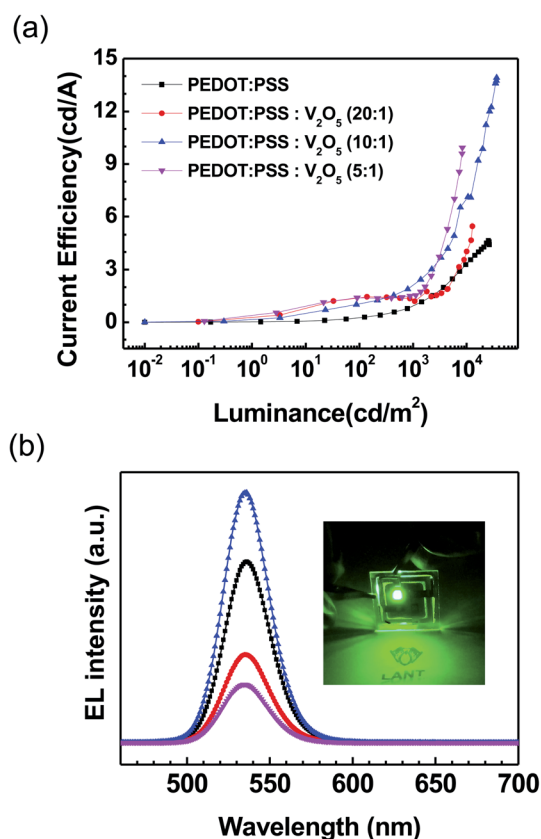 (a)
15
12
9
6
3
0
Current Efficiency(cd/A)
PEDOT:PSS
PEDOT:PSS : V₂O₅ (20:1)
PEDOT:PSS : V₂O₅ (10:1)
PEDOT:PSS : V₂O₅ (5:1)
10⁻² 10⁻¹ 10⁰ 10¹ 10² 10³ 10⁴
Luminance(cd/m²)
(b)
EL intensity (a.u.)
LANT
500 550 600 650 700
Wavelength (nm)